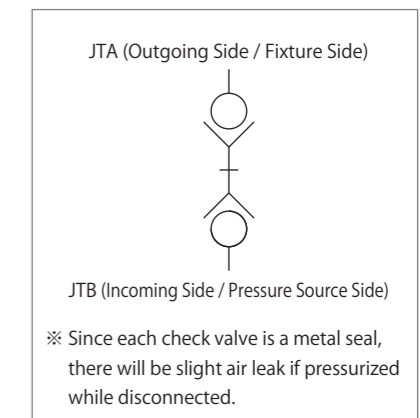 JTA (Outgoing Side / Fixture Side)
JTB (Incoming Side / Pressure Source Side)
※ Since each check valve is a metal seal,
there will be slight air leak if pressurized
while disconnected.